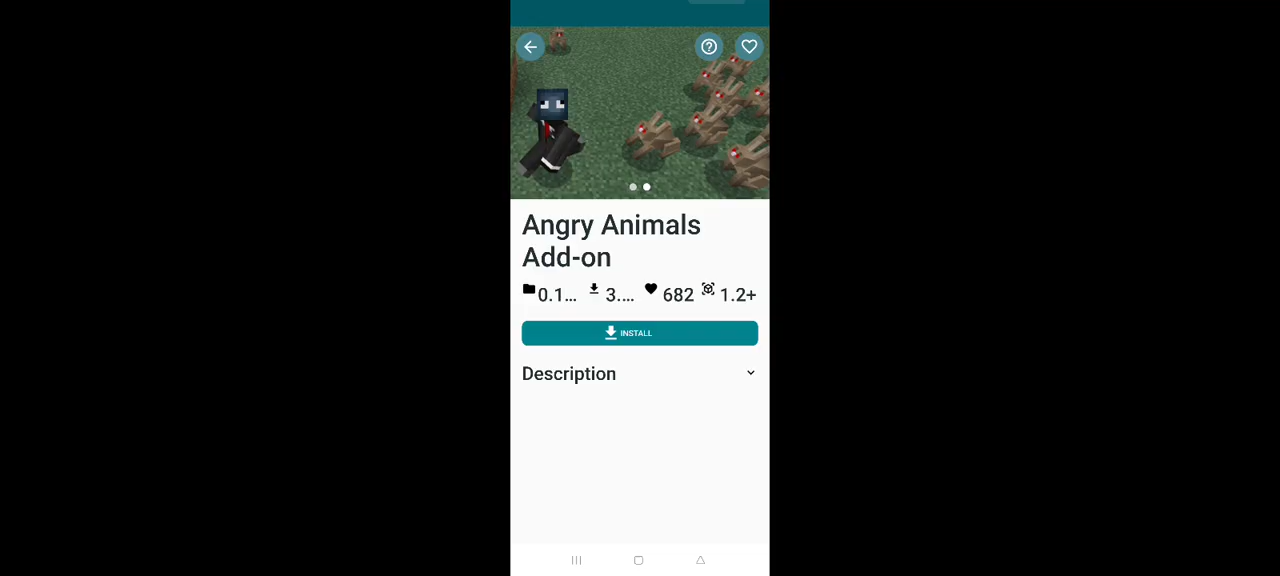 Angry Animals
Add-on
0.1... 3.... 682 1.2+
INSTALL
Description